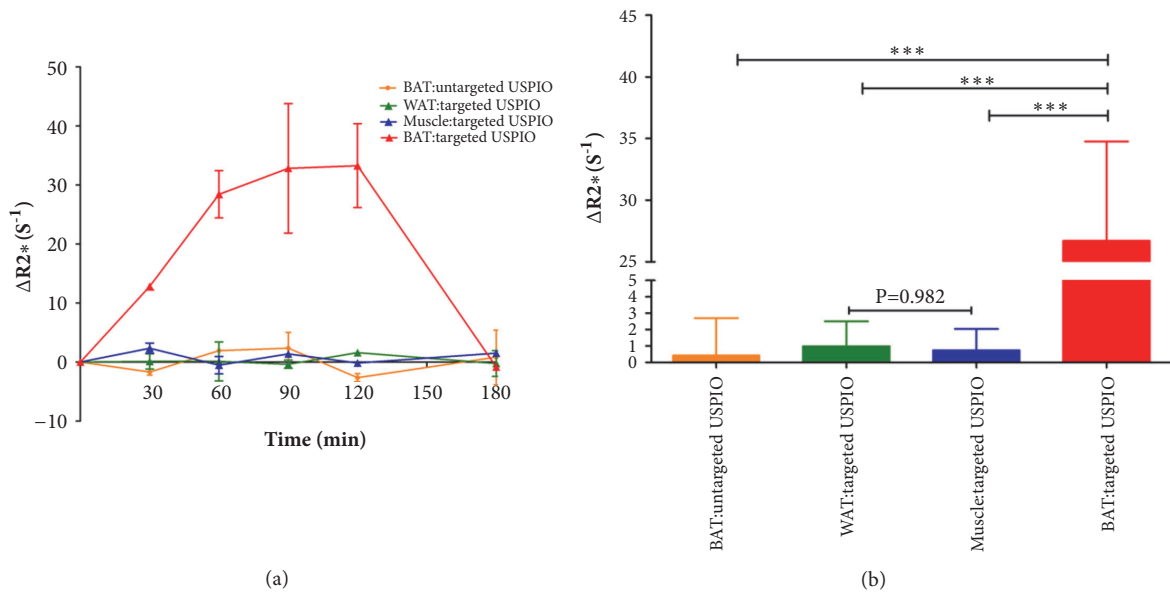 50
40
30
20
10
0
−10
ΔR2* (S⁻¹)
30 60 90 120 150 180
Time (min)
BAT:untargeted USPIO
WAT:targeted USPIO
Muscle:targeted USPIO
BAT:targeted USPIO
(a)
45
35
30
25
5
4
3
2
1
0
ΔR2* (S⁻¹)
***
***
***
P=0.982
BAT:untargeted USPIO
WAT:targeted USPIO
Muscle:targeted USPIO
BAT:targeted USPIO
(b)